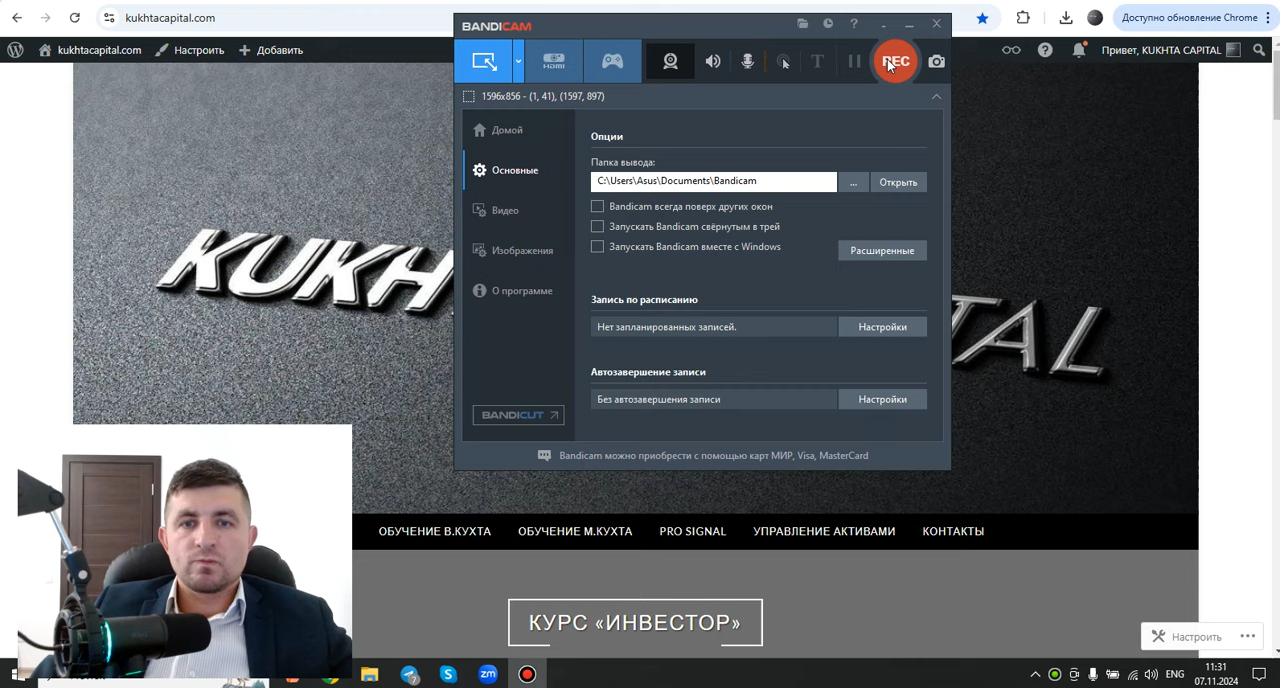 kukhtacapital.com
Доступно обновление Chrome
kukhtacapital.com
Настроить
Добавить
Привет, KUKHTA CAPITAL
BANDICAM
HDMI
REC
1596x856 - (1, 41), (1597, 897)
Домой
Основные
Видео
Изображения
О программе
BANDICUT
Опции
Папка вывода:
C:\Users\Asus\Documents\Bandicam
...
Открыть
Bandicam всегда поверх других окон
Запускать Bandicam свёрнутым в трей
Запускать Bandicam вместе с Windows
Расширенные
Запись по расписанию
Нет запланированных записей.
Настройки
Автозавершение записи
Без автозавершения записи
Настройки
Bandicam можно приобрести с помощью карт МИР, Visa, MasterCard
KUKH
TAL
ОБУЧЕНИЕ В.КУХТА
ОБУЧЕНИЕ М.КУХТА
PRO SIGNAL
УПРАВЛЕНИЕ АКТИВАМИ
КОНТАКТЫ
КУРС «ИНВЕСТОР»
Настроить
zm
ENG
11:31
07.11.2024